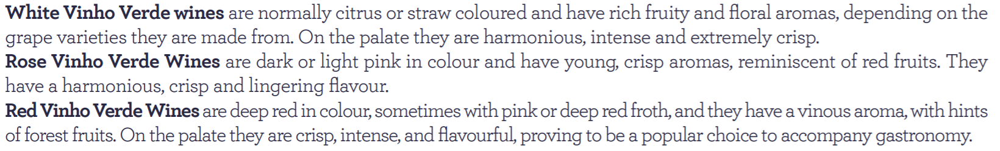 White Vinho Verde wines are normally citrus or straw coloured and have rich fruity and floral aromas, depending on the
grape varieties they are made from. On the palate they are harmonious, intense and extremely crisp.
Rose Vinho Verde Wines are dark or light pink in colour and have young, crisp aromas, reminiscent of red fruits. They
have a harmonious, crisp and lingering flavour.
Red Vinho Verde Wines are deep red in colour, sometimes with pink or deep red froth, and they have a vinous aroma, with hints
of forest fruits. On the palate they are crisp, intense, and flavourful, proving to be a popular choice to accompany gastronomy.